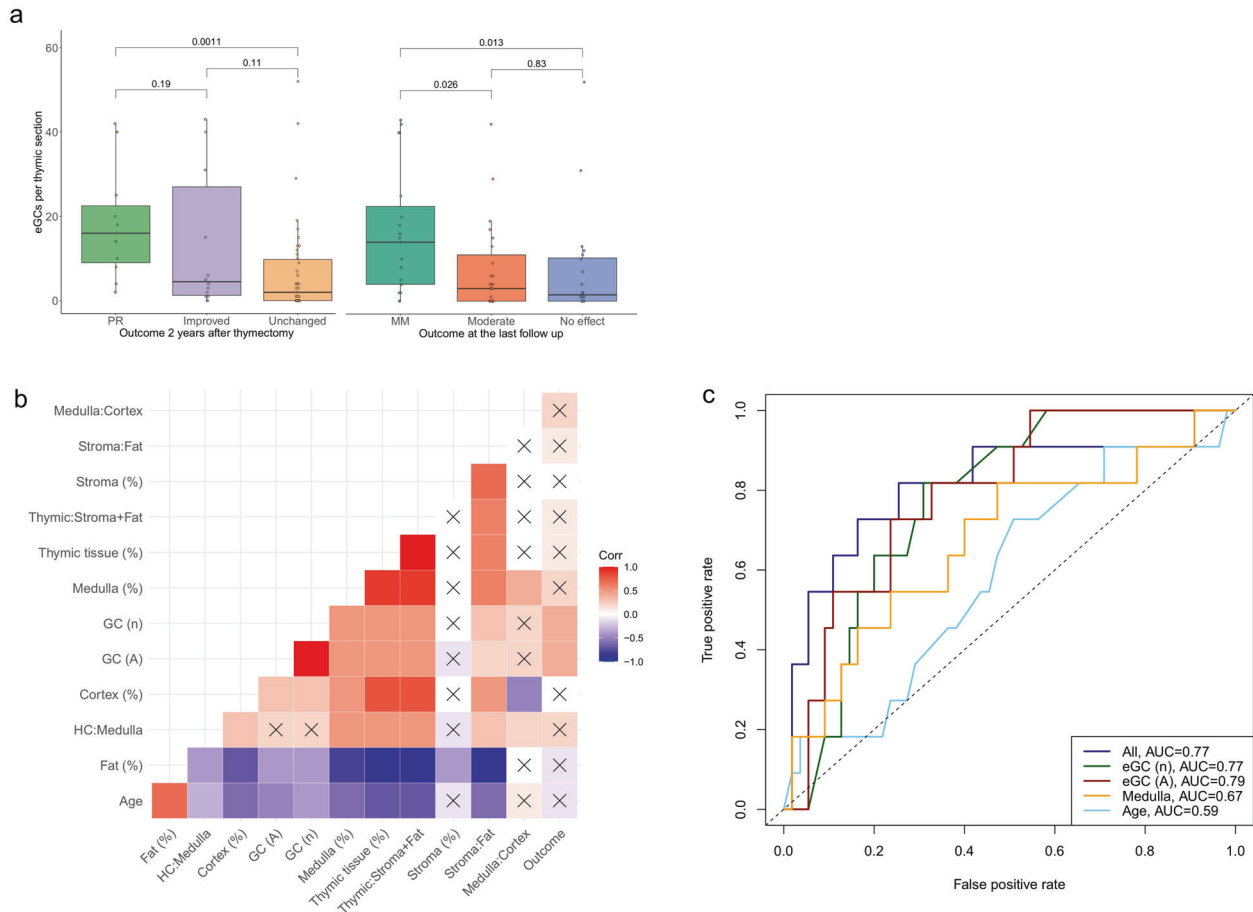 a
eGCs per thymic section
60
40
20
0
0.0011
0.11
0.19
0.013
0.83
0.026
PR Improved Unchanged
Outcome 2 years after thymectomy
MM Moderate No effect
Outcome at the last follow up
b
Medulla:Cortex
Stroma:Fat
Stroma (%)
Thymic:Stroma+Fat
Thymic tissue (%)
Medulla (%)
GC (n)
GC (A)
Cortex (%)
HC:Medulla
Fat (%)
Age
Fat (%)
HC:Medulla
Cortex (%)
GC (A)
GC (n)
Medulla (%)
Thymic tissue (%)
Thymic:Stroma+Fat
Stroma (%)
Stroma:Fat
Medulla:Cortex
Outcome
Corr
1.0
0.5
0.0
−0.5
−1.0
c
True positive rate
1.0
0.8
0.6
0.4
0.2
0.0
0.0 0.2 0.4 0.6 0.8 1.0
False positive rate
All, AUC=0.77
eGC (n), AUC=0.77
eGC (A), AUC=0.79
Medulla, AUC=0.67
Age, AUC=0.59